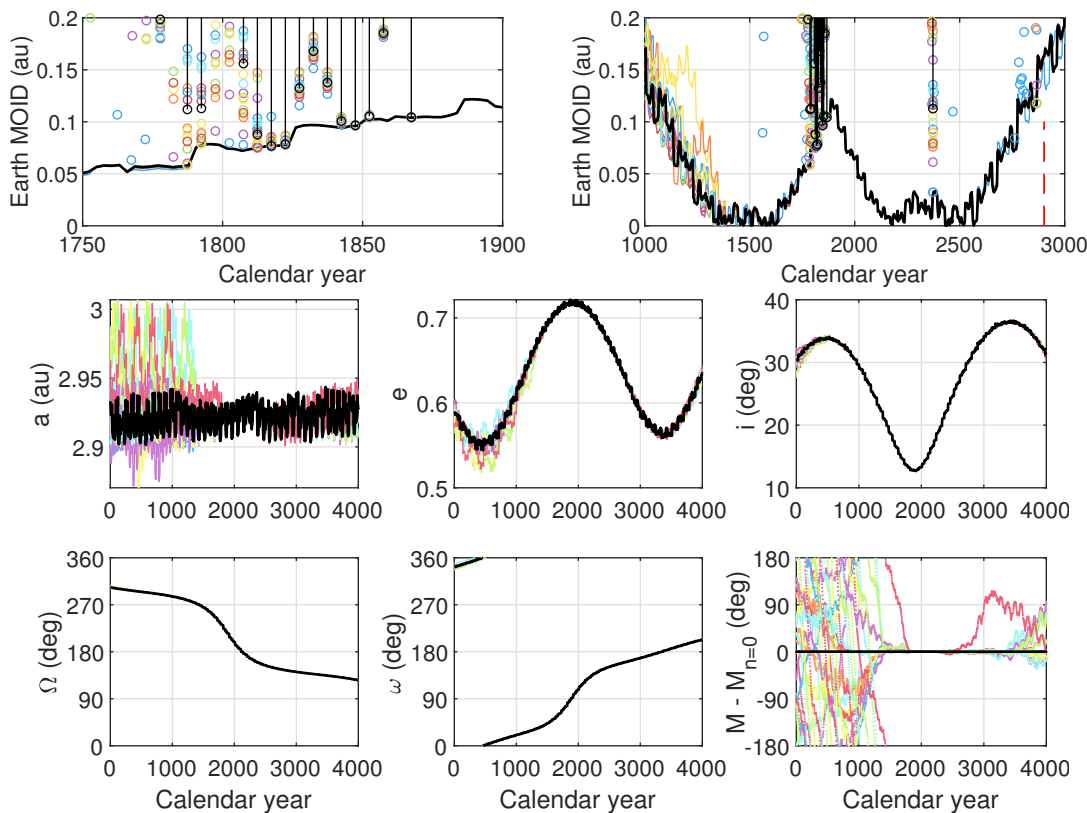 Earth MOID (au)
0.2
0.15
0.1
0.05
0
1750 1800 1850 1900
Calendar year
Earth MOID (au)
0.2
0.15
0.1
0.05
0
1000 1500 2000 2500 3000
Calendar year
a (au)
3
2.95
2.9
0 1000 2000 3000 4000
e
0.7
0.6
0.5
0 1000 2000 3000 4000
i (deg)
40
30
20
10
0 1000 2000 3000 4000
Ω (deg)
360
270
180
90
0
0 1000 2000 3000 4000
Calendar year
ω (deg)
360
270
180
90
0
0 1000 2000 3000 4000
Calendar year
M - M_{n=0} (deg)
180
90
0
-90
-180
0 1000 2000 3000 4000
Calendar year